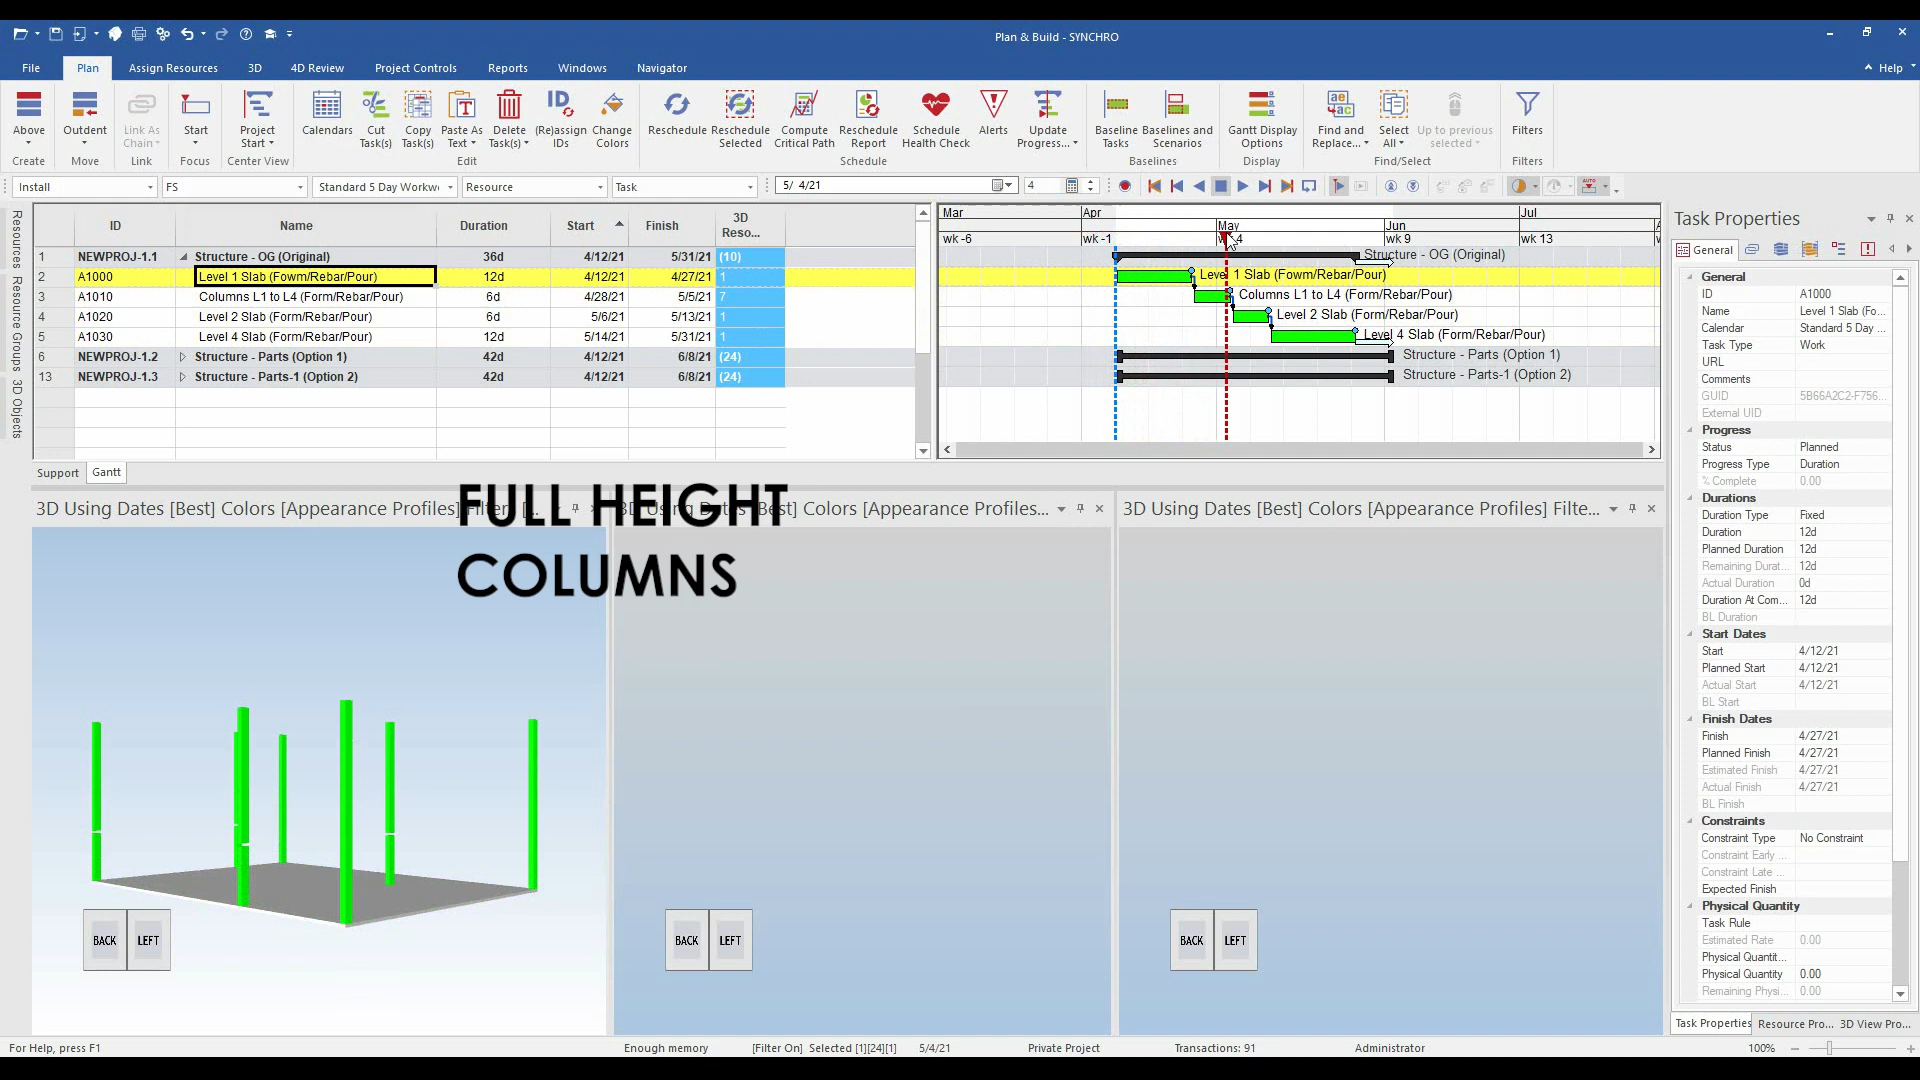 Plan & Build - SYNCHRO
File Plan Assign Resources 3D 4D Review Project Controls Reports Windows Navigator Help
Above Outdent Link As Chain Start Project Start Calendars Cut Task(s) Copy Task(s) Paste As Text Delete Task(s) (Re)assign IDs Change Colors Reschedule Reschedule Selected Compute Critical Path Reschedule Report Schedule Health Check Alerts Update Progress... Baseline Tasks Baselines and Scenarios Gantt Display Options Find and Replace... Select All Up to previous selected Filters
Create Move Link Focus Center View Edit Schedule Baselines Display Find/Select Filters
Install FS Standard 5 Day Workw Resource Task 5/ 4/21 4
Resources
Resource Groups
3D Objects
ID Name Duration Start Finish 3D Reso...
1 NEWPROJ-1.1 Structure - OG (Original) 36d 4/12/21 5/31/21 (10)
2 A1000 Level 1 Slab (Fowm/Rebar/Pour) 12d 4/12/21 4/27/21 1
3 A1010 Columns L1 to L4 (Form/Rebar/Pour) 6d 4/28/21 5/5/21 7
4 A1020 Level 2 Slab (Form/Rebar/Pour) 6d 5/6/21 5/13/21 1
5 A1030 Level 4 Slab (Form/Rebar/Pour) 12d 5/14/21 5/31/21 1
6 NEWPROJ-1.2 Structure - Parts (Option 1) 42d 4/12/21 6/8/21 (24)
13 NEWPROJ-1.3 Structure - Parts-1 (Option 2) 42d 4/12/21 6/8/21 (24)
Support Gantt
Mar Apr May Jun Jul
wk -6 wk -1 wk 9 wk 13
Structure - OG (Original)
Level 1 Slab (Fowm/Rebar/Pour)
Columns L1 to L4 (Form/Rebar/Pour)
Level 2 Slab (Form/Rebar/Pour)
Level 4 Slab (Form/Rebar/Pour)
Structure - Parts (Option 1)
Structure - Parts-1 (Option 2)
3D Using Dates [Best] Colors [Appearance Profiles]
3D Using Dates [Best] Colors [Appearance Profiles...
3D Using Dates [Best] Colors [Appearance Profiles] Filte...
FULL HEIGHT
COLUMNS
BACK LEFT
BACK LEFT
BACK LEFT
Task Properties
General
General
ID A1000
Name Level 1 Slab (Fo...
Calendar Standard 5 Day ...
Task Type Work
URL
Comments
GUID 5B66A2C2-F756...
External UID
Progress
Status Planned
Progress Type Duration
% Complete 0.00
Durations
Duration Type Fixed
Duration 12d
Planned Duration 12d
Remaining Durat... 12d
Actual Duration 0d
Duration At Com... 12d
BL Duration
Start Dates
Start 4/12/21
Planned Start 4/12/21
Actual Start 4/12/21
BL Start
Finish Dates
Finish 4/27/21
Planned Finish 4/27/21
Estimated Finish 4/27/21
Actual Finish 4/27/21
BL Finish
Constraints
Constraint Type No Constraint
Constraint Early ...
Constraint Late ...
Expected Finish
Physical Quantity
Task Rule
Estimated Rate 0.00
Physical Quantit...
Physical Quantity 0.00
Remaining Physi... 0.00
Task Properties Resource Pro... 3D View Pro...
For Help, press F1 Enough memory [Filter On] Selected [1][24][1] 5/4/21 Private Project Transactions: 91 Administrator 100%